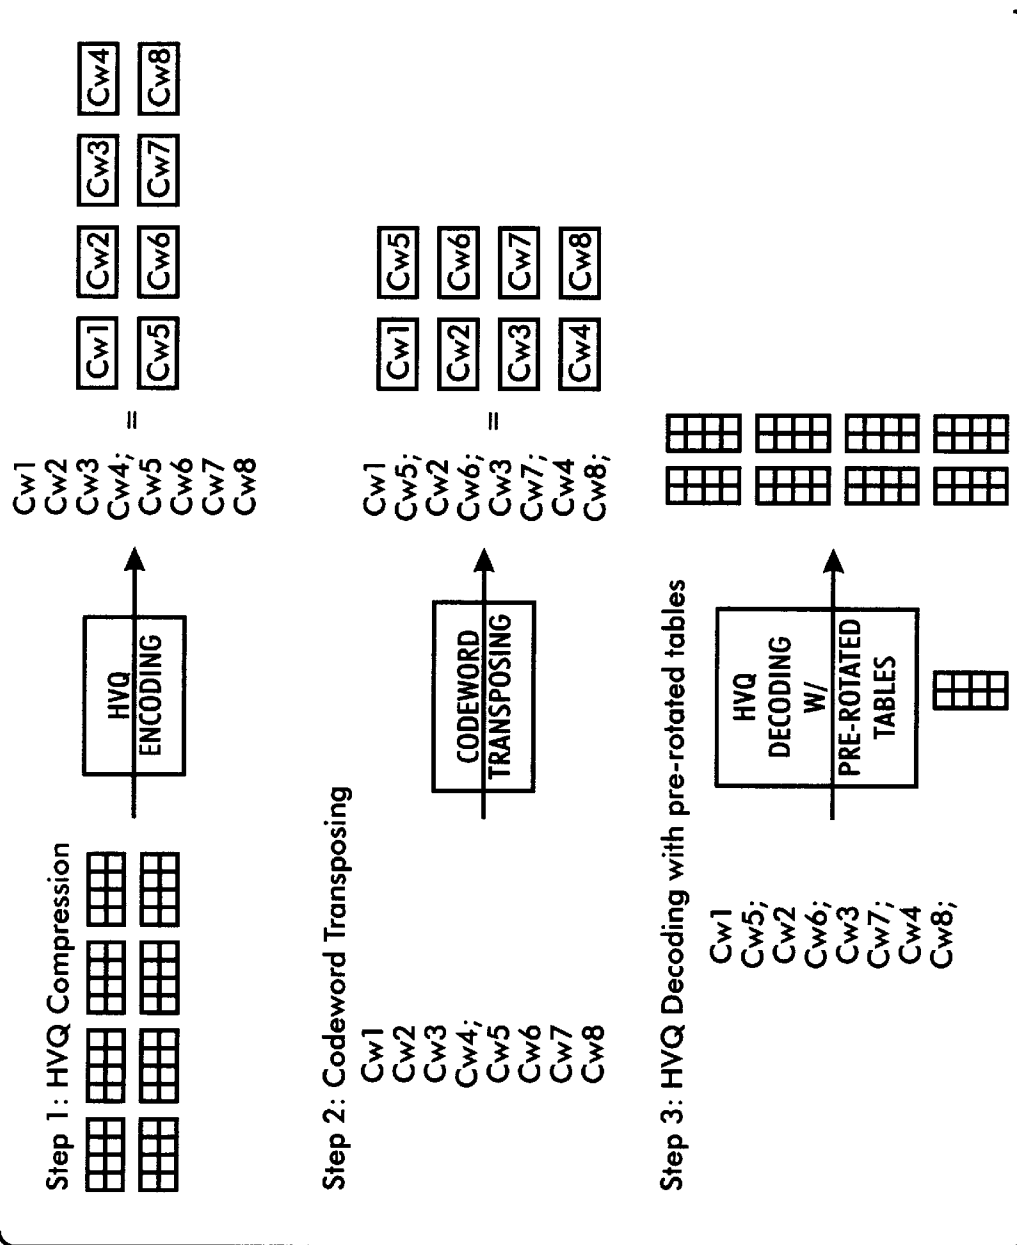 Step 1: HVQ Compression
HVQ
ENCODING
Cw1
Cw2
Cw3
Cw4;
Cw5
Cw6
Cw7
Cw8
=
Cw1 Cw2 Cw3 Cw4
Cw5 Cw6 Cw7 Cw8
Step 2: Codeword Transposing
Cw1
Cw2
Cw3
Cw4;
Cw5
Cw6
Cw7
Cw8
CODEWORD
TRANSPOSING
Cw1
Cw5;
Cw2
Cw6;
Cw3
Cw7;
Cw4
Cw8;
=
Cw1 Cw5
Cw2 Cw6
Cw3 Cw7
Cw4 Cw8
Step 3: HVQ Decoding with pre-rotated tables
Cw1
Cw5;
Cw2
Cw6;
Cw3
Cw7;
Cw4
Cw8;
HVQ
DECODING
W/
PRE-ROTATED
TABLES